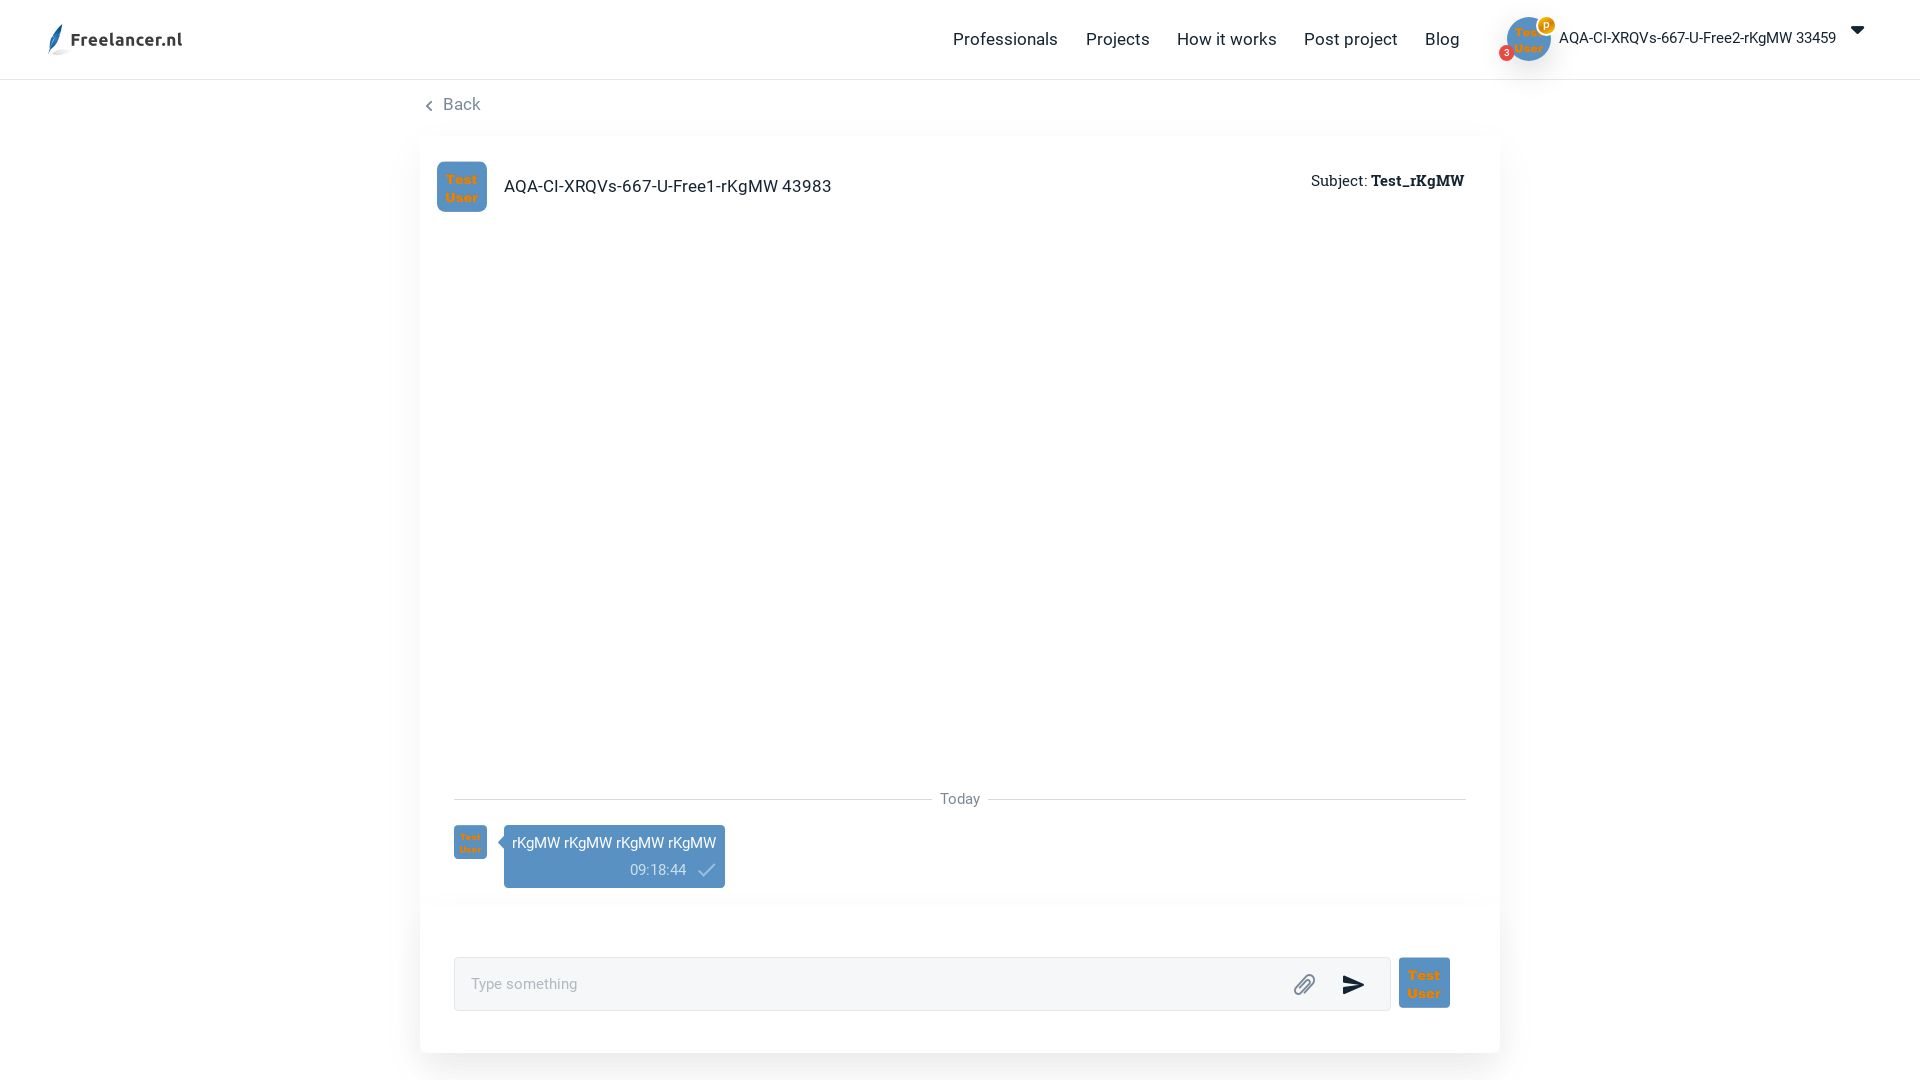 Freelancer.nl
Professionals
Projects
How it works
Post project
Blog
Test
User
P
3
AQA-CI-XRQVs-667-U-Free2-rKgMW 33459
Back
Test
User
AQA-CI-XRQVs-667-U-Free1-rKgMW 43983
Subject: Test_rKgMW
Today
Test
User
rKgMW rKgMW rKgMW rKgMW
09:18:44
Type something
Test
User